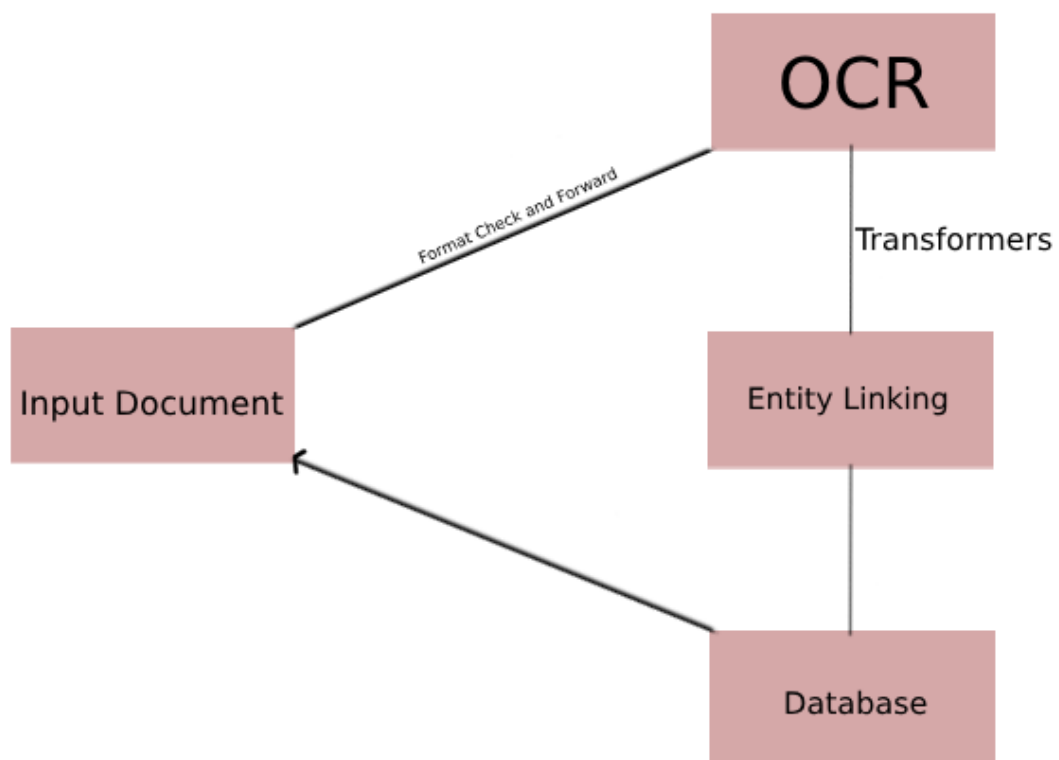 OCR
Format Check and Forward
Transformers
Input Document
Entity Linking
Database